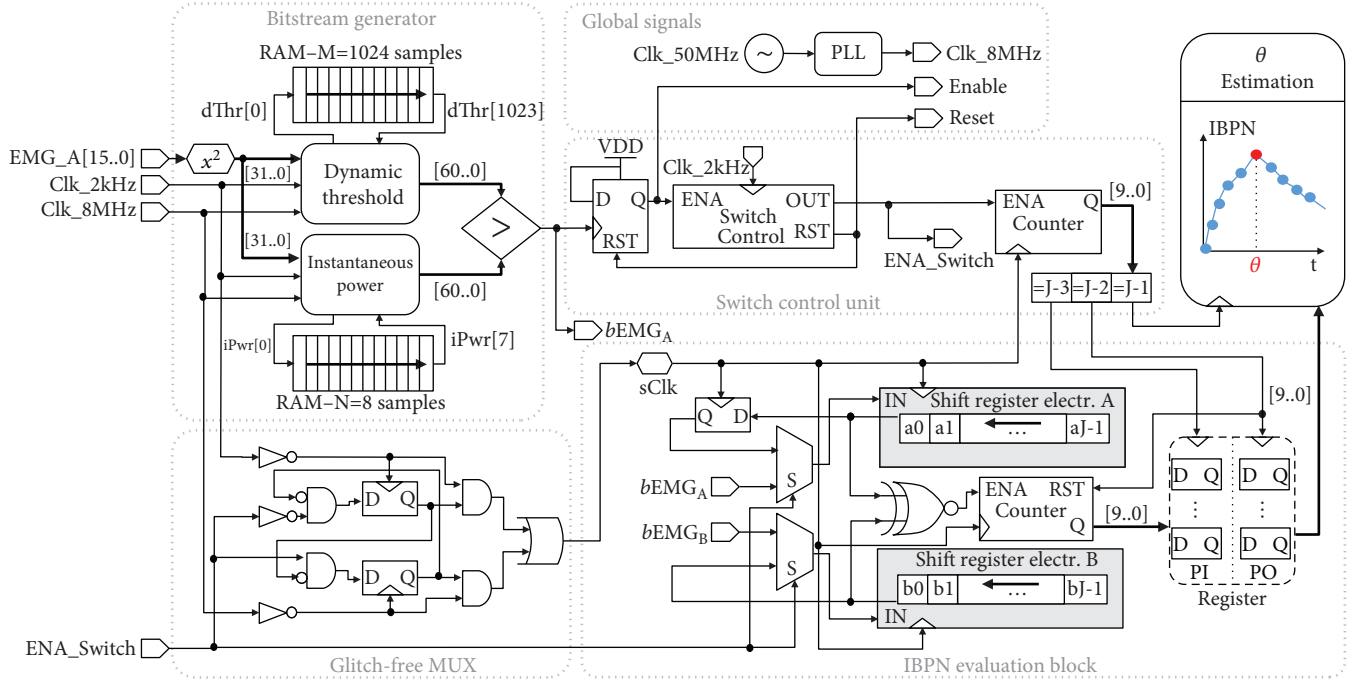 Bitstream generator
RAM–M=1024 samples
dThr[0]
dThr[1023]
EMG_A[15..0]
x²
Clk_2kHz
Clk_8MHz
[31..0]
Dynamic
threshold
[60..0]
>
[31..0]
Instantaneous
power
[60..0]
iPwr[0]
iPwr[7]
RAM–N=8 samples
bEMG_A
Global signals
Clk_50MHz
~
PLL
Clk_8MHz
Enable
Reset
VDD
D Q
RST
Clk_2kHz
ENA OUT
Switch
Control
RST
ENA_Switch
ENA Q
Counter
[9..0]
=J-3 =J-2 =J-1
Switch control unit
θ
Estimation
IBPN
θ
t
sClk
Q D
IN
Shift register electr. A
a0 a1 ... aJ-1
S
bEMG_A
bEMG_B
S
ENA RST
Counter
Q
[9..0]
[9..0]
Shift register electr. B
b0 b1 ... bJ-1
IN
D Q D Q
⋮ ⋮
D Q D Q
PI PO
Register
IBPN evaluation block
D Q
D Q
ENA_Switch
Glitch-free MUX